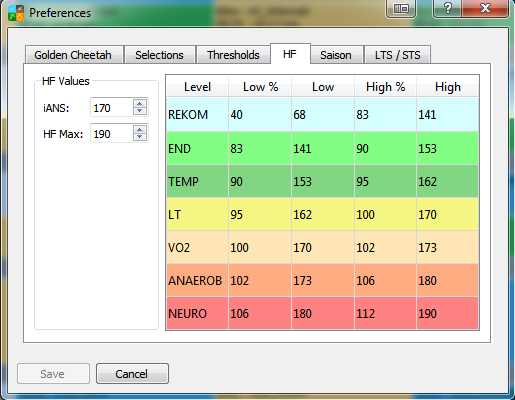 Preferences
Golden Cheetah Selections Thresholds HF Saison LTS / STS
HF Values
iANS: 170
HF Max: 190
Level Low % Low High % High
REKOM 40 68 83 141
END 83 141 90 153
TEMP 90 153 95 162
LT 95 162 100 170
VO2 100 170 102 173
ANAEROB 102 173 106 180
NEURO 106 180 112 190
Save Cancel